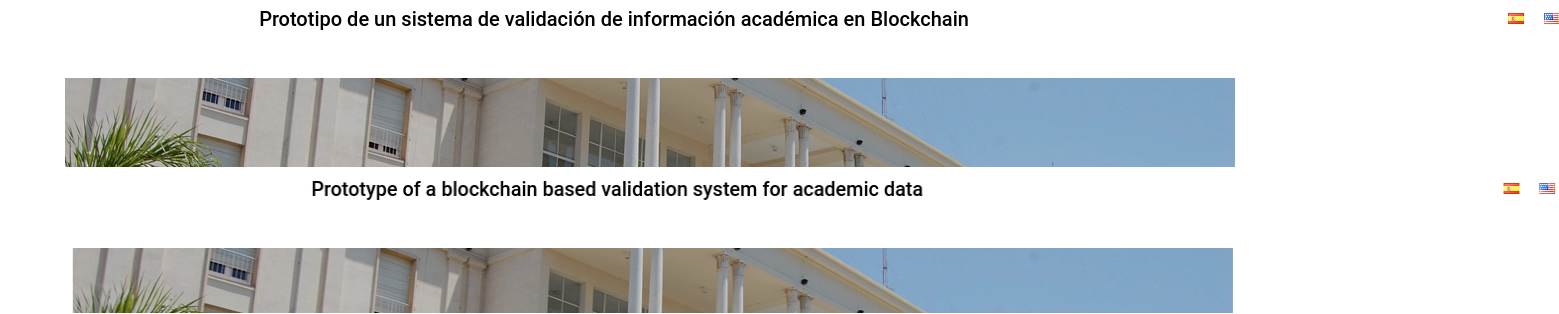 Prototipo de un sistema de validación de información académica en Blockchain
Prototype of a blockchain based validation system for academic data